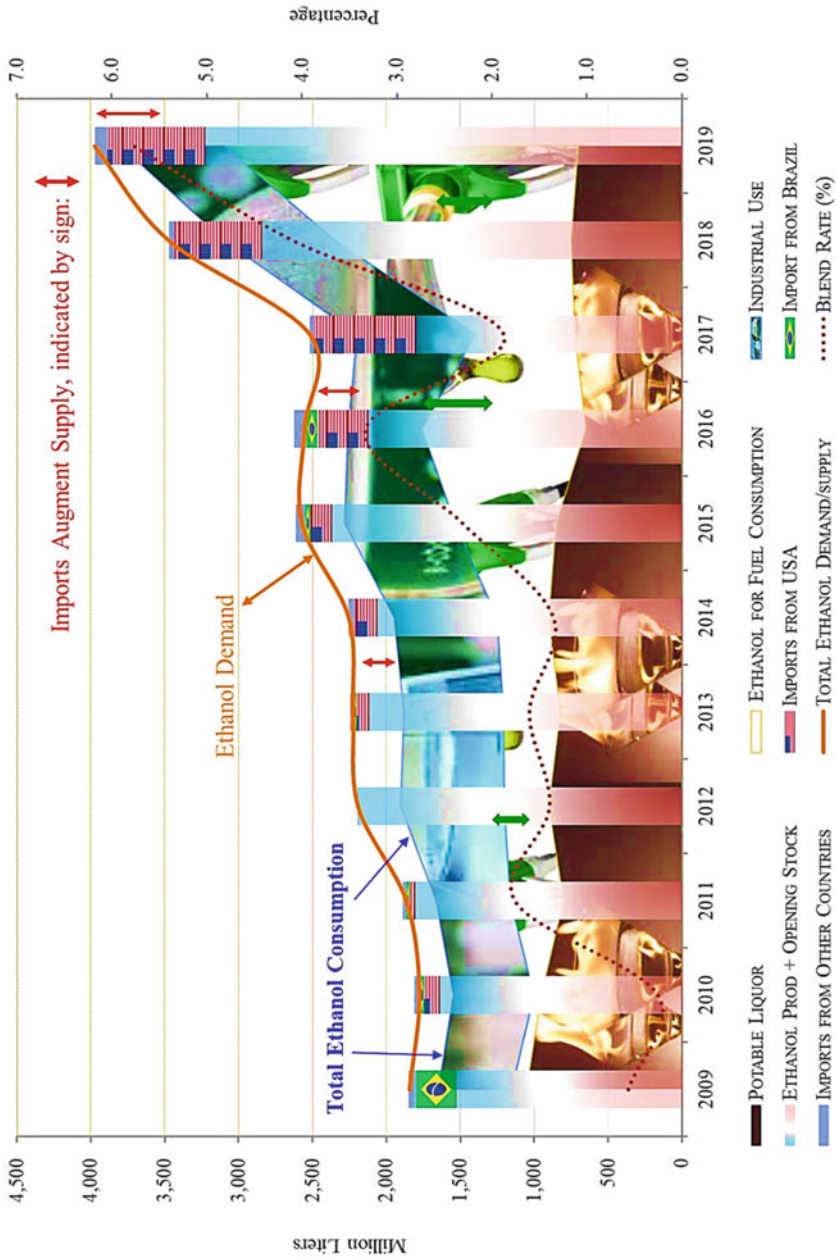 Imports Augment Supply, indicated by sign:
Ethanol Demand
Total Ethanol Consumption
Million Liters
4,500
4,000
3,500
3,000
2,500
2,000
1,500
1,000
500
0
Percentage
7.0
6.0
5.0
4.0
3.0
2.0
1.0
0.0
2009
2010
2011
2012
2013
2014
2015
2016
2017
2018
2019
POTABLE LIQUOR
ETHANOL FOR FUEL CONSUMPTION
INDUSTRIAL USE
ETHANOL PROD + OPENING STOCK
IMPORTS FROM USA
IMPORT FROM BRAZIL
IMPORTS FROM OTHER COUNTRIES
TOTAL ETHANOL DEMAND/SUPPLY
BLEND RATE (%)